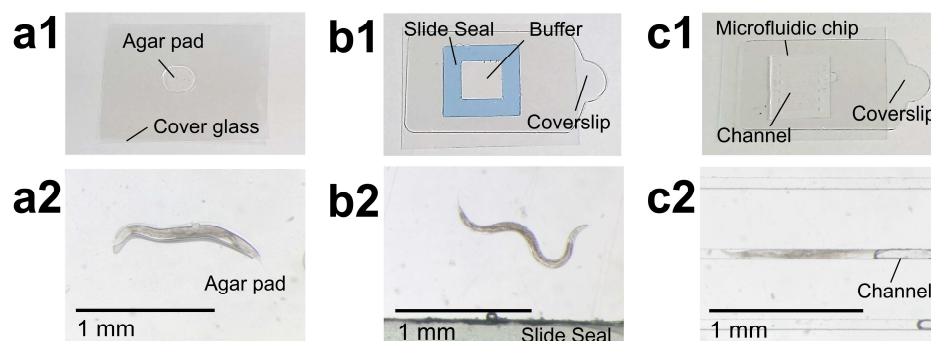 a1
Agar pad
Cover glass
b1
Slide Seal
Buffer
Coverslip
c1
Microfluidic chip
Channel
Coverslip
a2
Agar pad
1 mm
b2
1 mm
Slide Seal
c2
Channel
1 mm